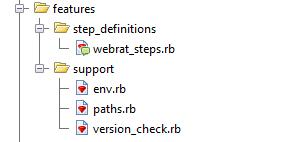 features
step_definitions
webrat_steps.rb
support
env.rb
paths.rb
version_check.rb